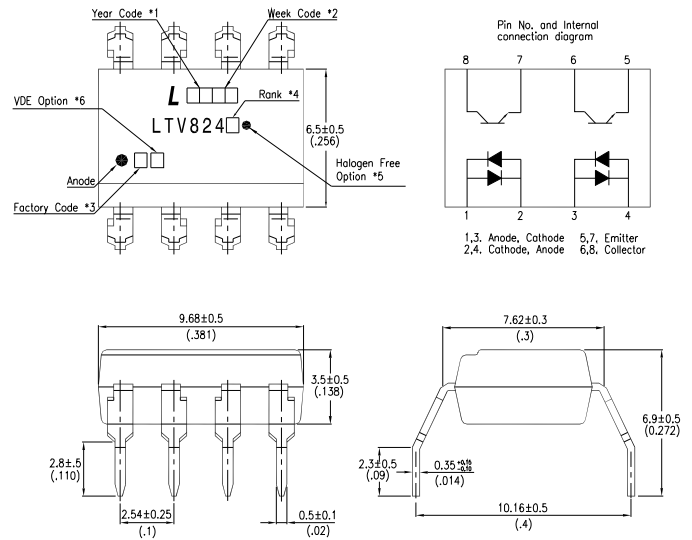 Year Code *1
Week Code *2
L
Rank *4
VDE Option *6
LTV824
6.5±0.5
(.256)
Halogen Free
Option *5
Anode
Factory Code *3
Pin No. and Internal
connection diagram
8 7 6 5
1 2 3 4
1,3. Anode, Cathode 5,7. Emitter
2,4. Cathode, Anode 6,8. Collector
9.68±0.5
(.381)
3.5±0.5
(.138)
2.8±.5
(.110)
2.54±0.25
(.1)
0.5±0.1
(.02)
7.62±0.3
(.3)
6.9±0.5
(0.272)
2.3±0.5
(.09)
0.35
(.014)
10.16±0.5
(.4)